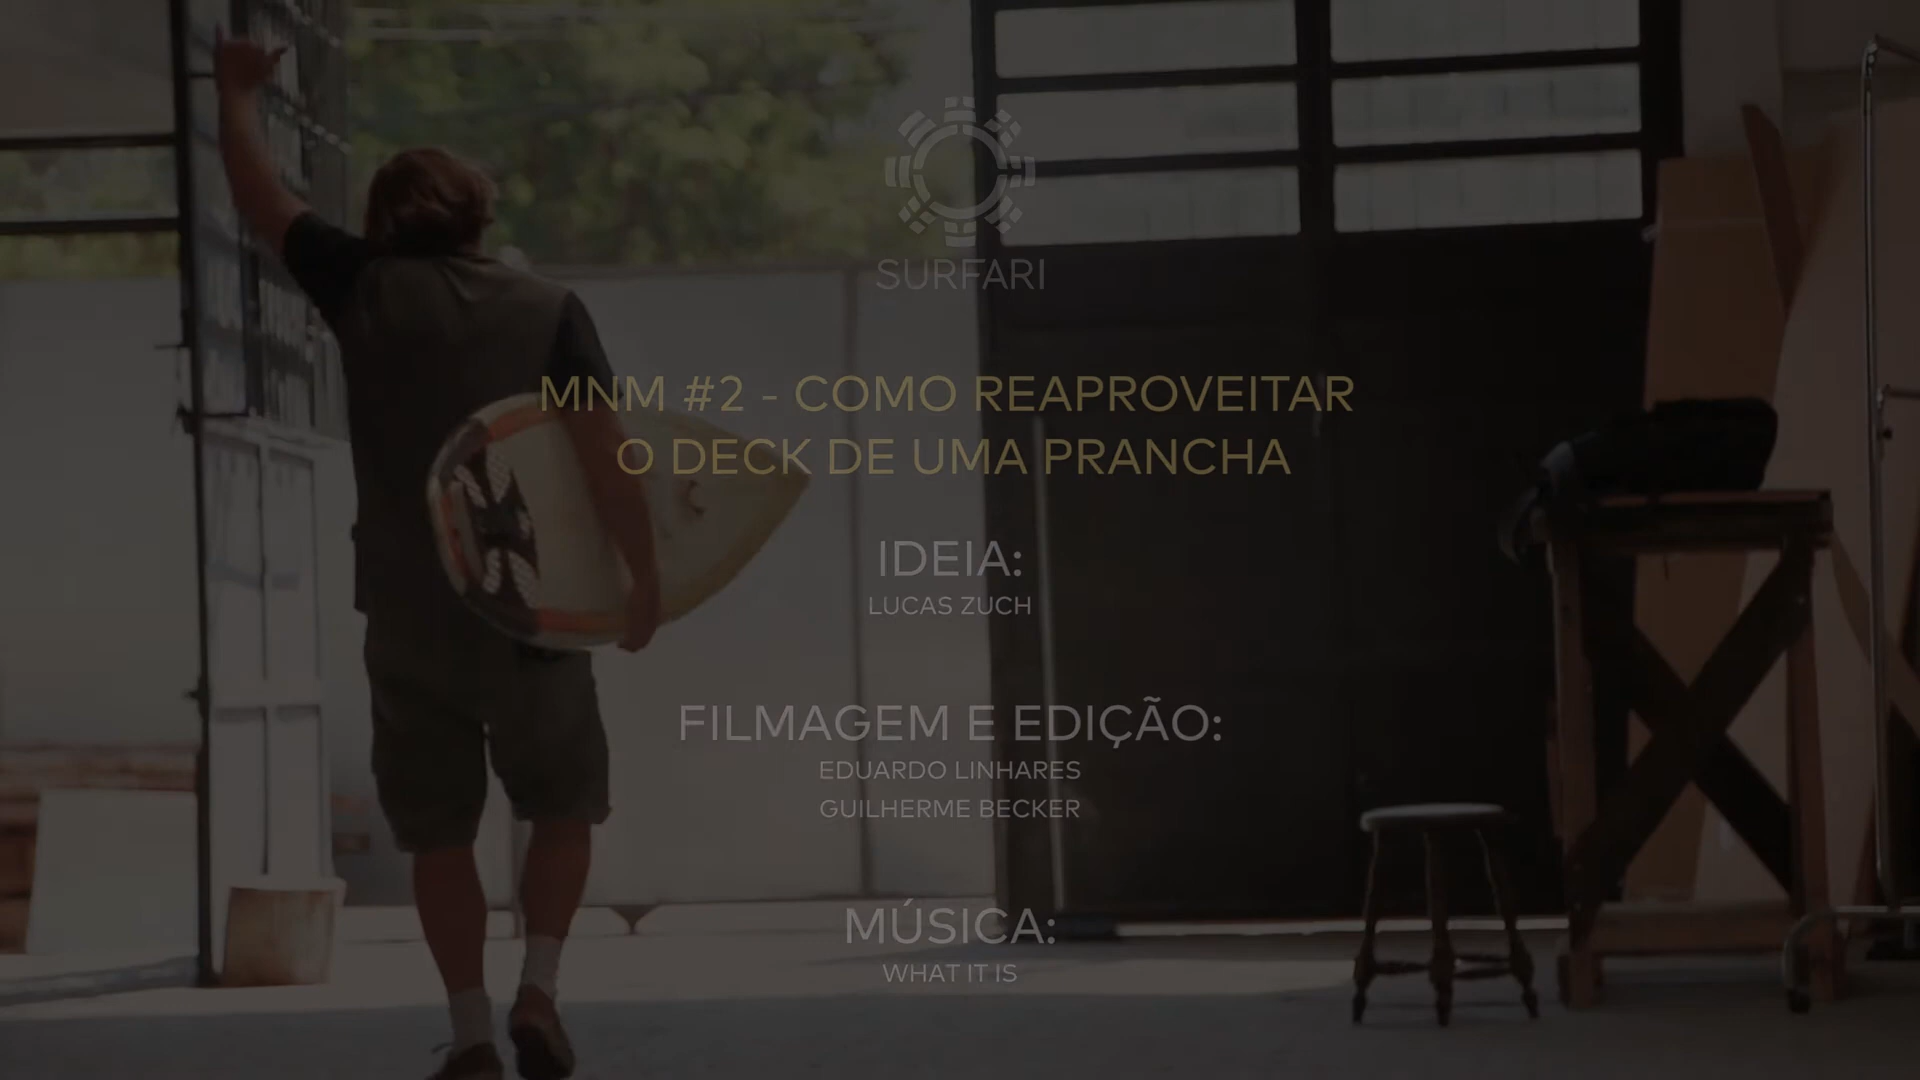 SURFARI
MNM #2 - COMO REAPROVEITAR
O DECK DE UMA PRANCHA
IDEIA:
LUCAS ZUCH
FILMAGEM E EDIÇÃO:
EDUARDO LINHARES
GUILHERME BECKER
MÚSICA:
WHAT IT IS